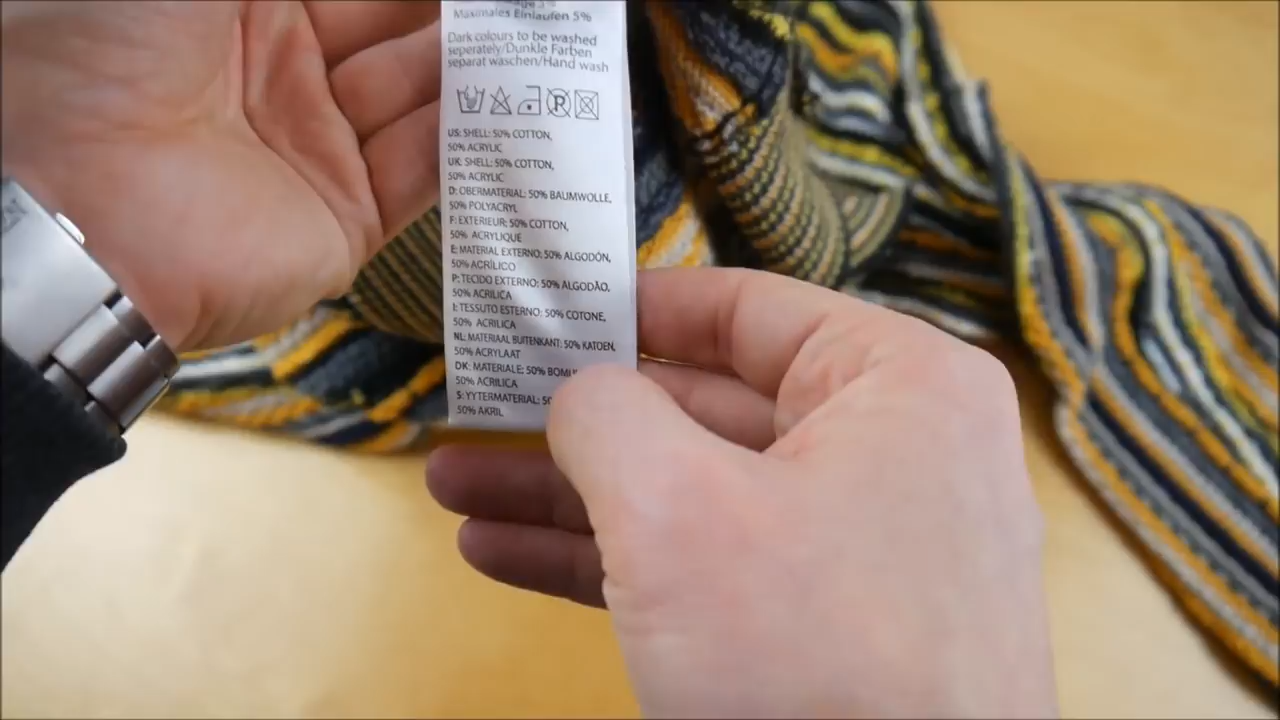 Maximales Einlaufen 5%
Dark colours to be washed
seperately/Dunkle Farben
separat waschen/Hand wash
R
US: SHELL: 50% COTTON,
50% ACRYLIC
UK: SHELL: 50% COTTON,
50% ACRYLIC
D: OBERMATERIAL: 50% BAUMWOLLE,
50% POLYACRYL
F: EXTERIEUR: 50% COTTON,
50% ACRYLIQUE
E: MATERIAL EXTERNO: 50% ALGODÓN,
50% ACRÍLICO
P: TECIDO EXTERNO: 50% ALGODÃO,
50% ACRILICA
I: TESSUTO ESTERNO: 50% COTONE,
50% ACRILICA
NL: MATERIAAL BUITENKANT: 50% KATOEN,
50% ACRYLAAT
DK: MATERIALE: 50%
50% ACRILICA
S: YYTERMATERIAL:
50% AKRIL